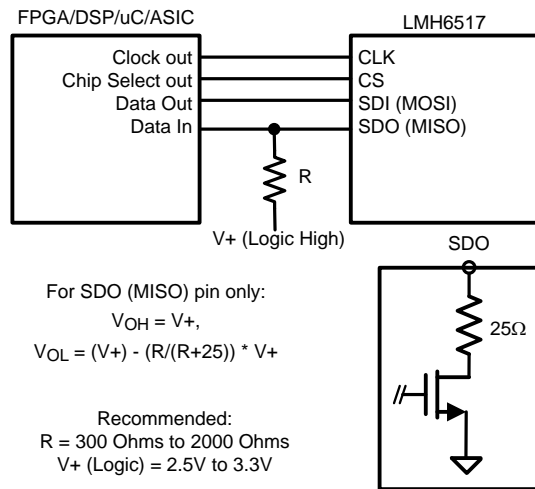 FPGA/DSP/uC/ASIC
LMH6517
Clock out
Chip Select out
Data Out
Data In
CLK
CS
SDI (MOSI)
SDO (MISO)
R
V+ (Logic High)
SDO
25Ω
For SDO (MISO) pin only:
VOH = V+,
VOL = (V+) - (R/(R+25)) * V+
Recommended:
R = 300 Ohms to 2000 Ohms
V+ (Logic) = 2.5V to 3.3V